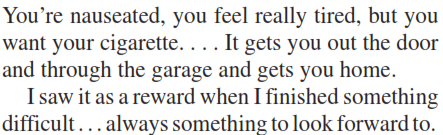 You're nauseated, you feel really tired, but you
want your cigarette. . . . It gets you out the door
and through the garage and gets you home.
I saw it as a reward when I finished something
difficult . . . always something to look forward to.